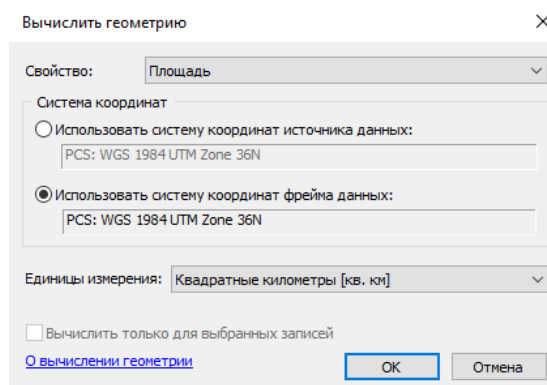 Вычислить геометрию
Свойство: Площадь
Система координат
Использовать систему координат источника данных:
PCS: WGS 1984 UTM Zone 36N
Использовать систему координат фрейма данных:
PCS: WGS 1984 UTM Zone 36N
Единицы измерения: Квадратные километры [кв. км]
Вычислить только для выбранных записей
О вычислении геометрии
OK Отмена